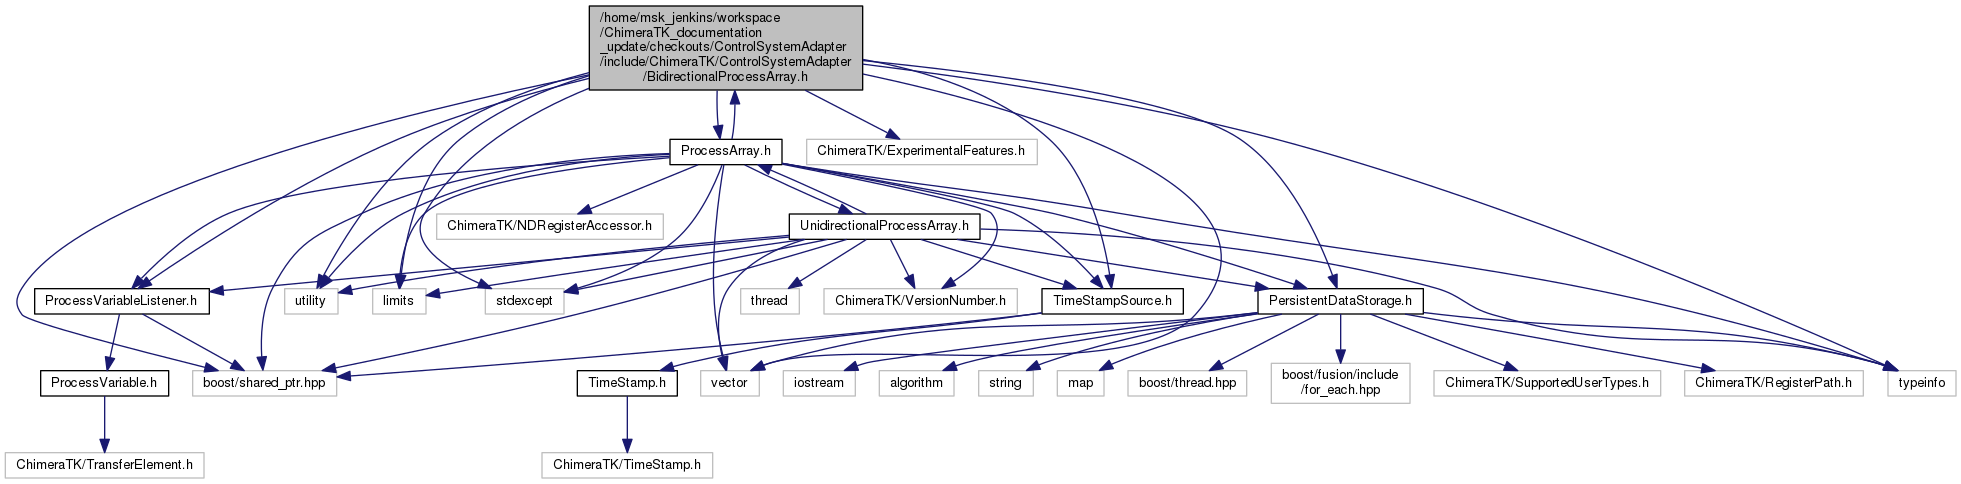 /home/msk_jenkins/workspace
/ChimeraTK_documentation
_update/checkouts/ControlSystemAdapter
/include/ChimeraTK/ControlSystemAdapter
/BidirectionalProcessArray.h
ProcessArray.h
ChimeraTK/ExperimentalFeatures.h
ChimeraTK/NDRegisterAccessor.h
UnidirectionalProcessArray.h
ProcessVariableListener.h
utility
limits
stdexcept
thread
ChimeraTK/VersionNumber.h
TimeStampSource.h
PersistentDataStorage.h
ProcessVariable.h
boost/shared_ptr.hpp
TimeStamp.h
vector
iostream
algorithm
string
map
boost/thread.hpp
boost/fusion/include
/for_each.hpp
ChimeraTK/SupportedUserTypes.h
ChimeraTK/RegisterPath.h
typeinfo
ChimeraTK/TransferElement.h
ChimeraTK/TimeStamp.h